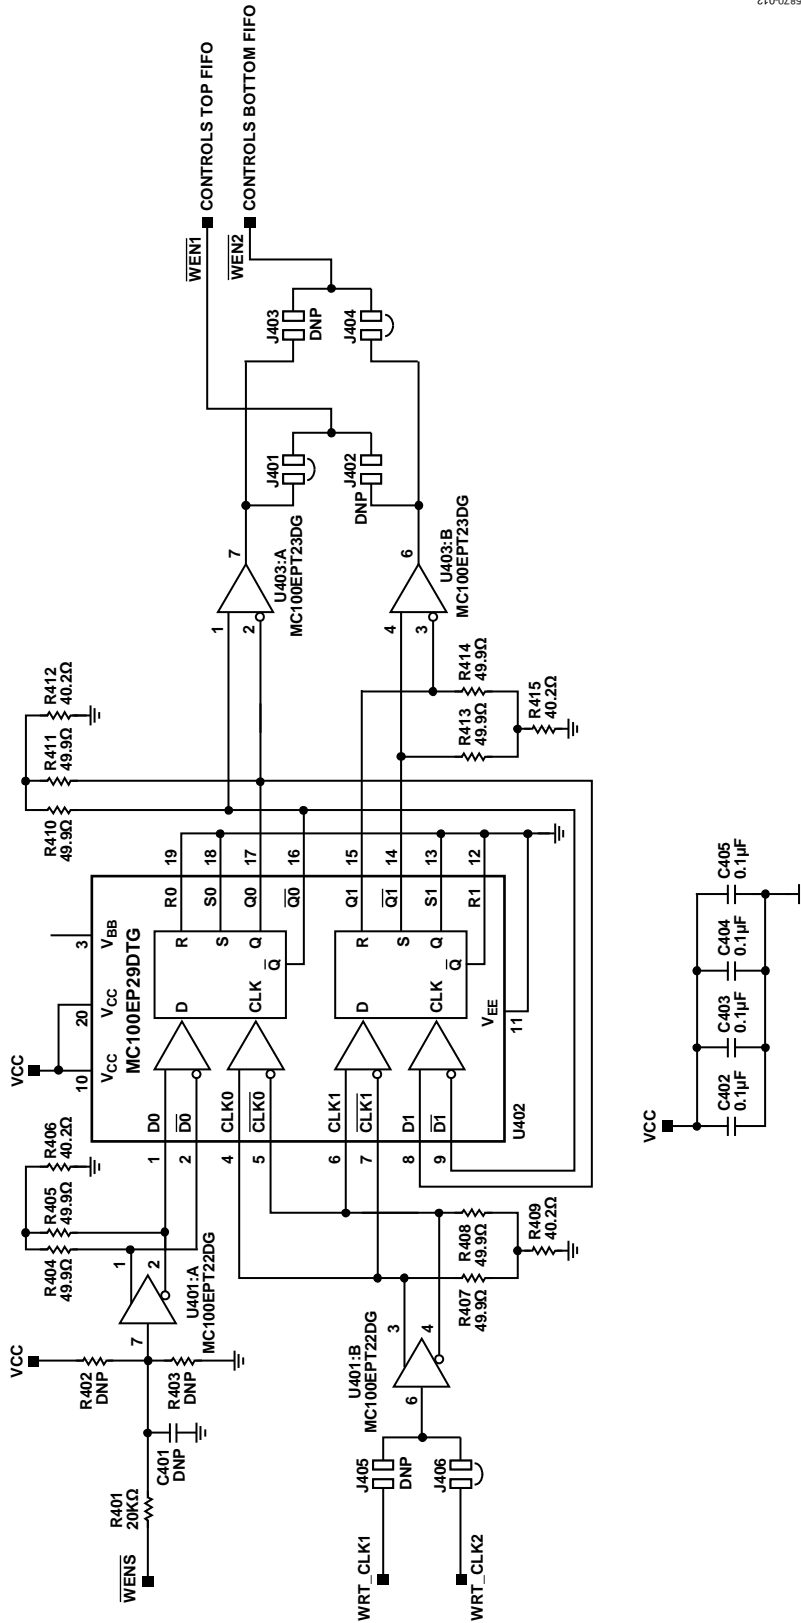 CONTROLS TOP FIFO
CONTROLS BOTTOM FIFO
WEN1
WEN2
J403
DNP
J404
J401
J402
DNP
7
U403:A
MC100EPT23DG
6
U403:B
MC100EPT23DG
1
2
4
3
R412
40.2Ω
R411
49.9Ω
R410
49.9Ω
R414
49.9Ω
R413
49.9Ω
R415
40.2Ω
VCC
10
20
3
VCC
VCC
VBB
MC100EP29DTG
R0
19
S0
18
Q0
17
Q0
16
Q1
15
Q1
14
S1
13
R1
12
VEE
11
D
R
S
Q
CLK
Q
D
R
S
Q
CLK
Q
D0
1
D0
2
CLK0
4
CLK0
5
CLK1
6
CLK1
7
D1
8
D1
9
U402
R406
40.2Ω
R405
49.9Ω
R404
49.9Ω
1
2
7
U401:A
MC100EPT22DG
VCC
R402
DNP
R403
DNP
C401
DNP
R401
20KΩ
WENS
R408
49.9Ω
R407
49.9Ω
R409
40.2Ω
3
4
6
U401:B
MC100EPT22DG
J405
DNP
J406
WRT_CLK1
WRT_CLK2
VCC
C402
0.1µF
C403
0.1µF
C404
0.1µF
C405
0.1µF